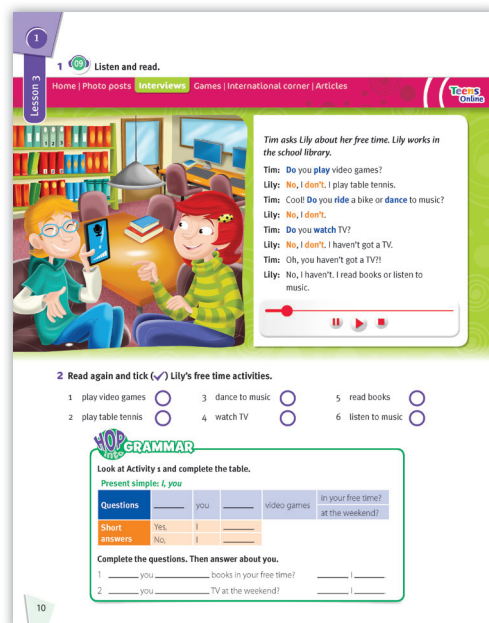 1
Lesson 3
1 09 Listen and read.
Home | Photo posts Interviews Games | International corner | Articles
Teens
Online
Tim asks Lily about her free time. Lily works in
the school library.
Tim: Do you play video games?
Lily: No, I don't. I play table tennis.
Tim: Cool! Do you ride a bike or dance to music?
Lily: No, I don't.
Tim: Do you watch TV?
Lily: No, I don't. I haven't got a TV.
Tim: Oh, you haven't got a TV?!
Lily: No, I haven't. I read books or listen to
music.
2 Read again and tick (✓) Lily's free time activities.
1 play video games 3 dance to music 5 read books
2 play table tennis 4 watch TV 6 listen to music
HOP into GRAMMAR
Look at Activity 1 and complete the table.
Present simple: I, you
Questions ______ you ______ video games in your free time?
at the weekend?
Short answers Yes, I ______
No, I ______
Complete the questions. Then answer about you.
1 ______ you ______ books in your free time? ______ I ______
2 ______ you ______ TV at the weekend? ______ I ______
10